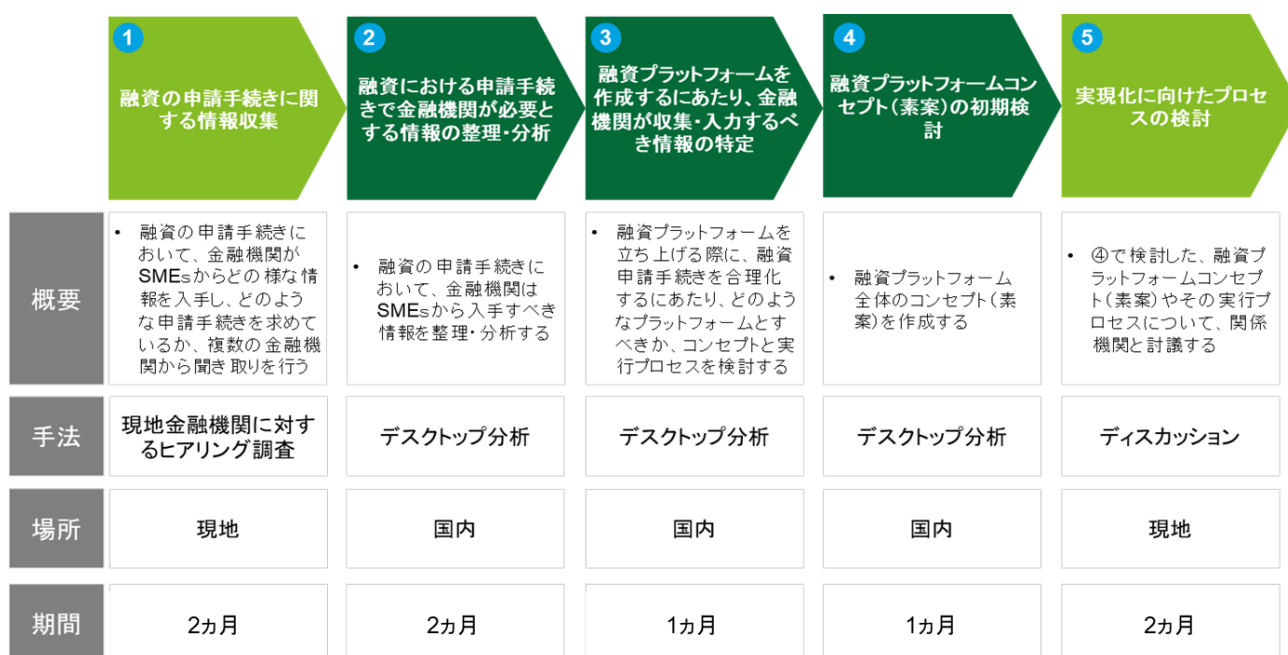 1
融資の申請手続きに関
する情報収集
2
融資における申請手続
きで金融機関が必要と
する情報の整理・分析
3
融資プラットフォームを
作成するにあたり、金融
機関が収集・入力するべ
き情報の特定
4
融資プラットフォームコン
セプト(素案)の初期検
討
5
実現化に向けたプロセ
スの検討
概要
• 融資の申請手続きに
おいて、金融機関が
SMEsからどの様な情
報を入手し、どのよう
な申請手続きを求めて
いるか、複数の金融機
関から聞き取りを行う
• 融資の申請手続きに
おいて、金融機関は
SMEsから入手すべき
情報を整理・分析する
• 融資プラットフォームを
立ち上げる際に、融資
申請手続きを合理化
するにあたり、どのよう
なプラットフォームとす
べきか、コンセプトと実
行プロセスを検討する
• 融資プラットフォーム
全体のコンセプト(素
案)を作成する
• ④で検討した、融資プ
ラットフォームコンセプ
ト(素案)やその実行プ
ロセスについて、関係
機関と討議する
手法
現地金融機関に対す
るヒアリング調査
デスクトップ分析
デスクトップ分析
デスクトップ分析
ディスカッション
場所
現地
国内
国内
国内
現地
期間
2ヵ月
2ヵ月
1ヵ月
1ヵ月
2ヵ月